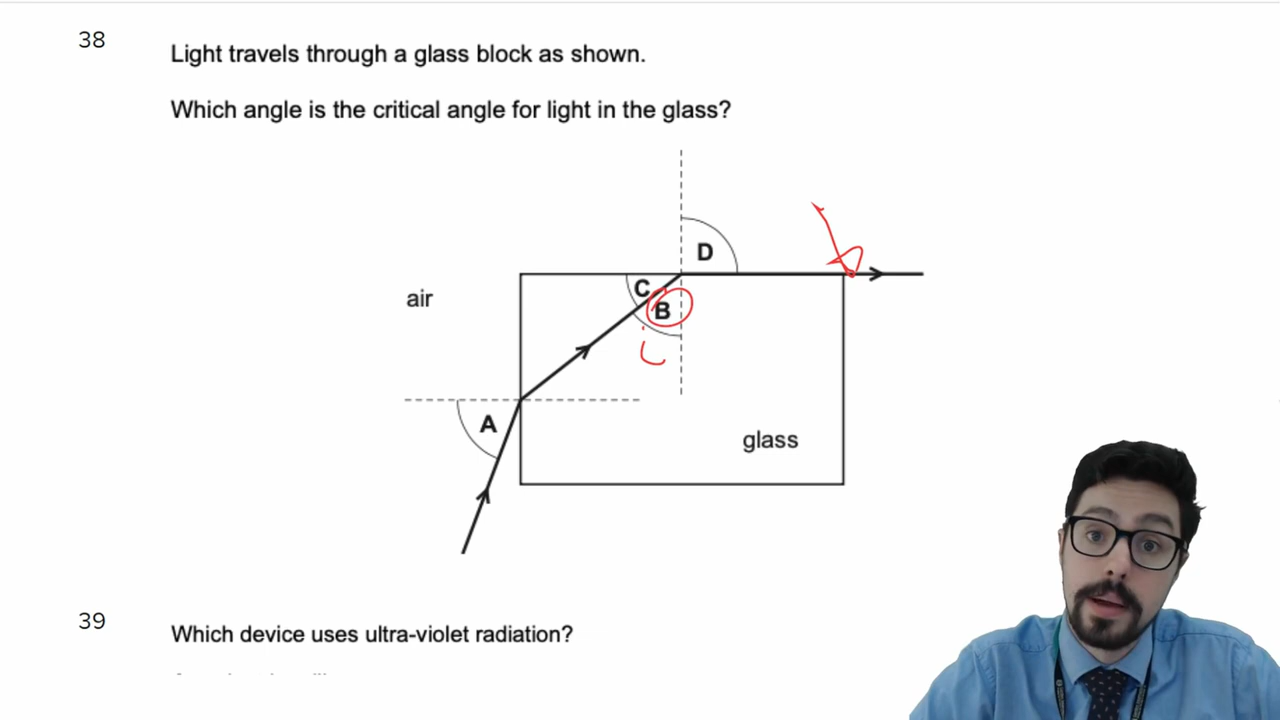 38
Light travels through a glass block as shown.
Which angle is the critical angle for light in the glass?
D
air
C
B
A
glass
39
Which device uses ultra-violet radiation?